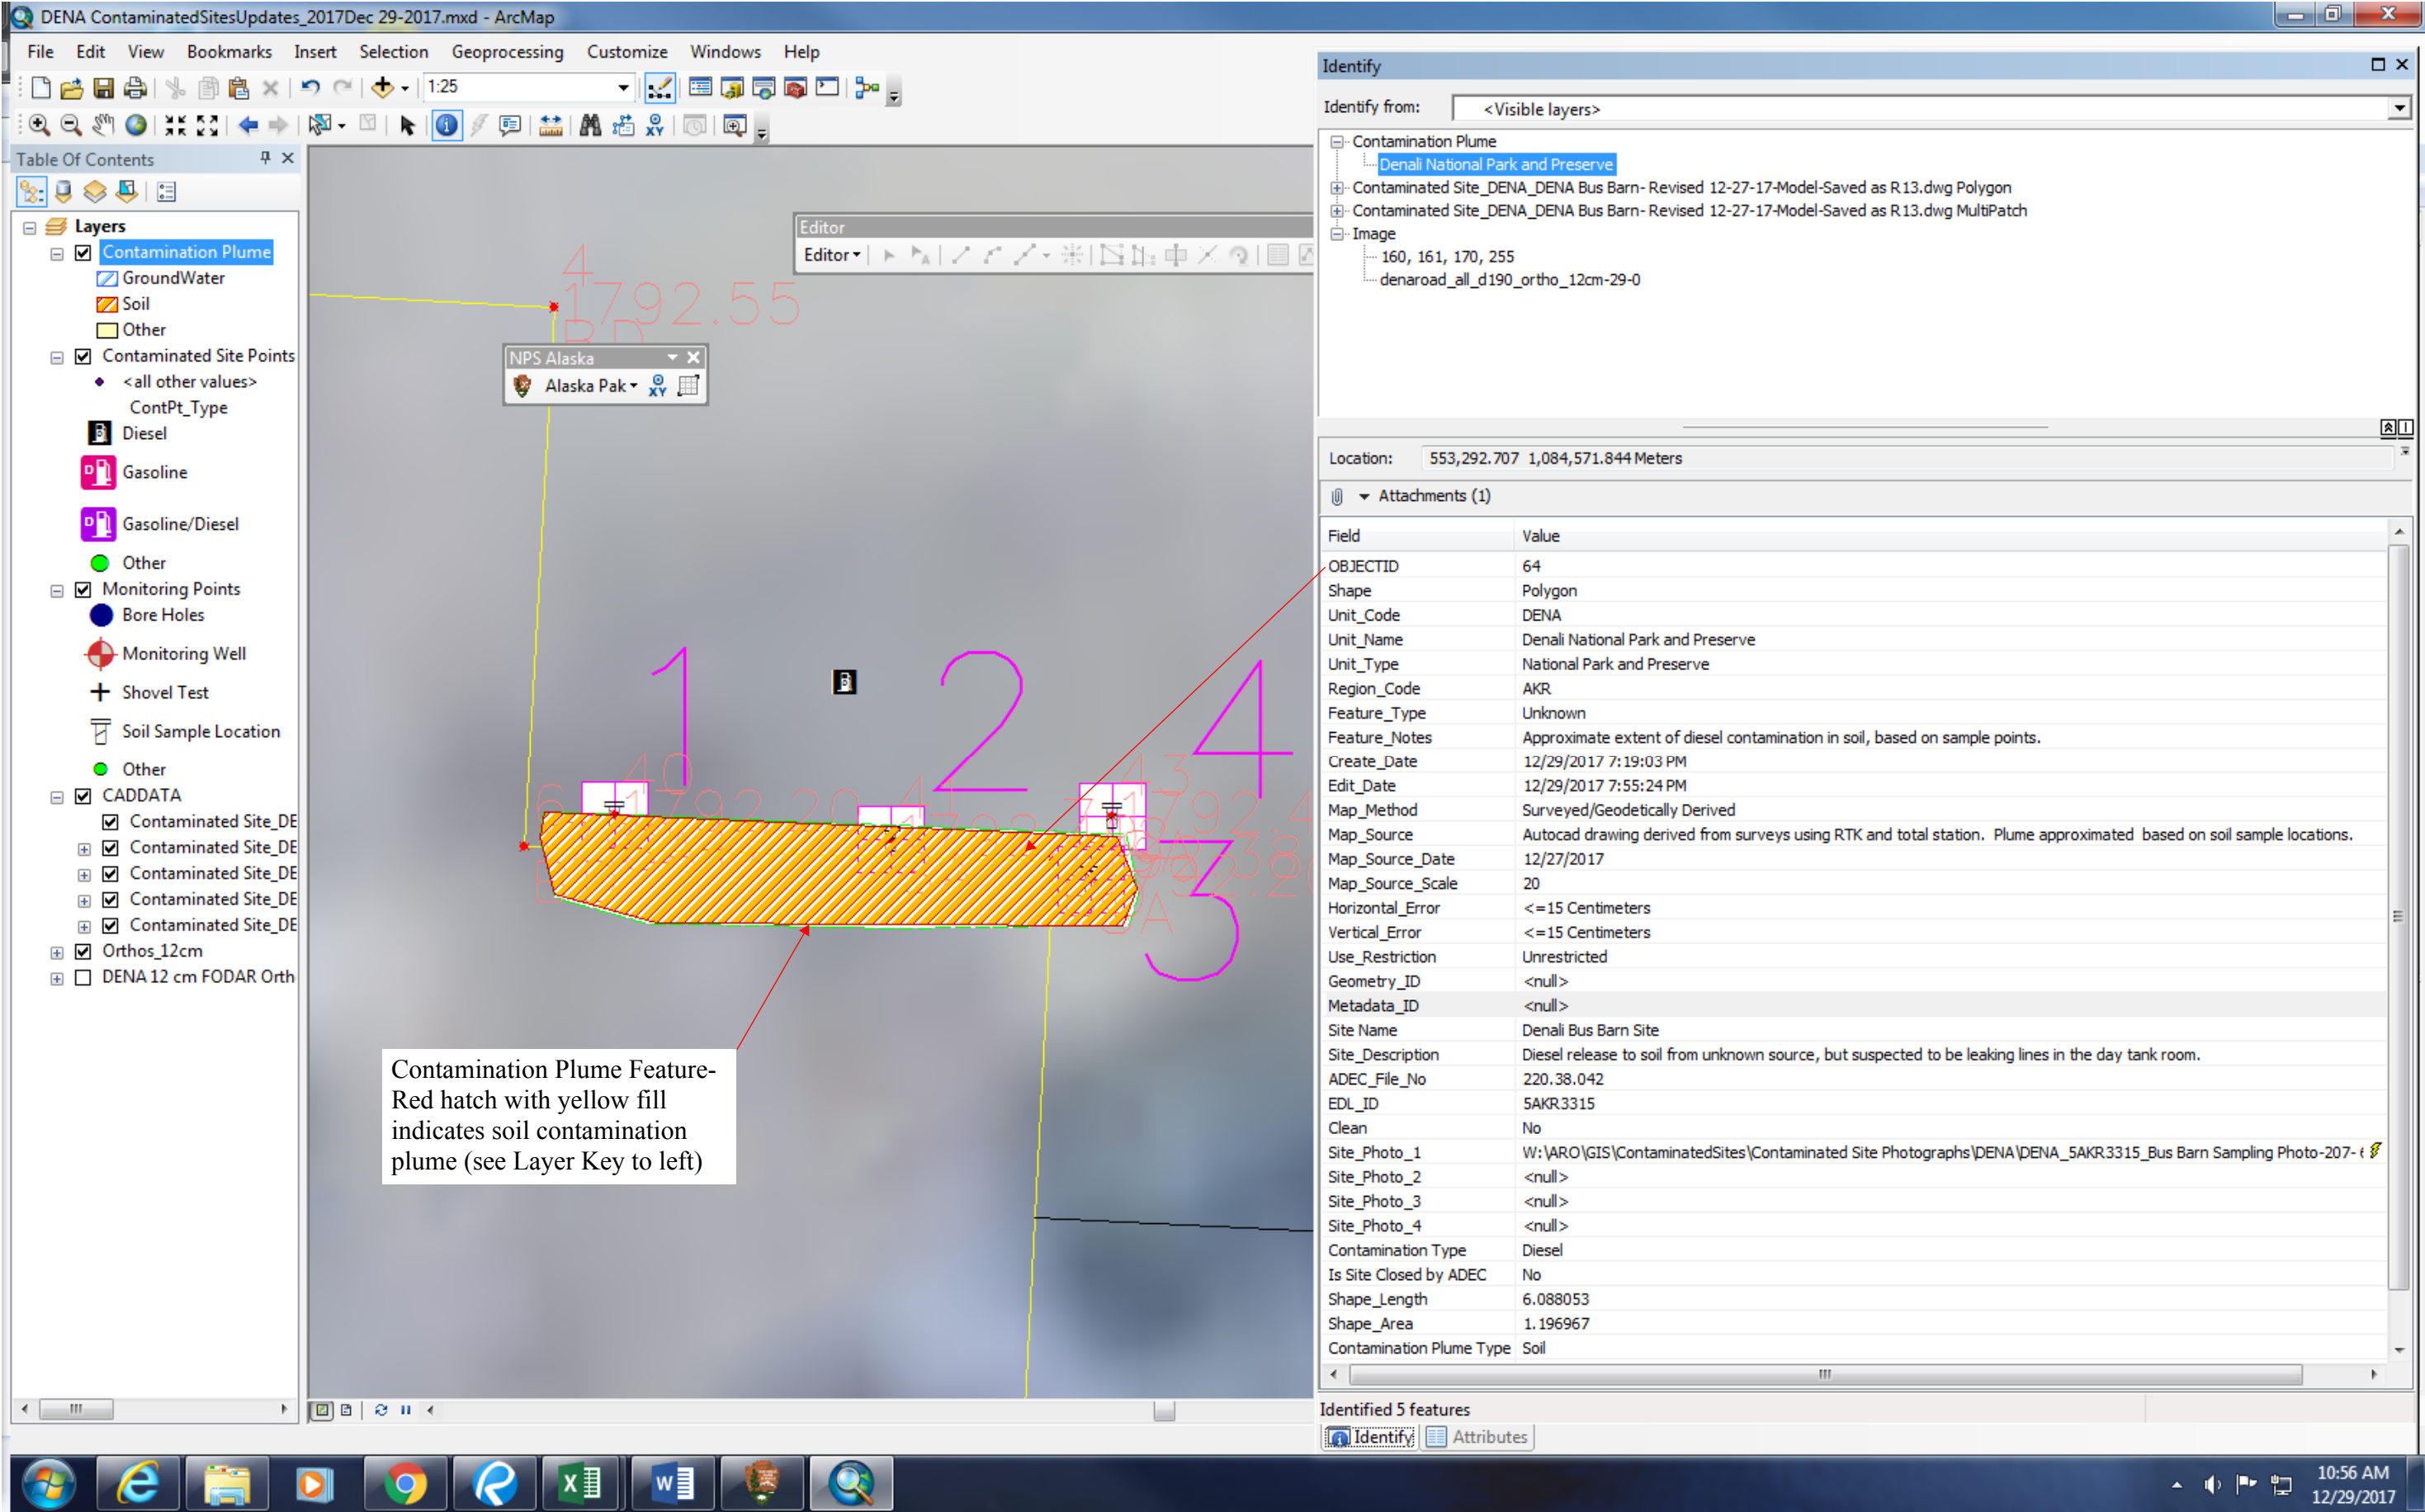 DENA ContaminatedSitesUpdates_2017Dec 29-2017.mxd - ArcMap
File Edit View Bookmarks Insert Selection Geoprocessing Customize Windows Help
1:25
Table Of Contents
Layers
Contamination Plume
GroundWater
Soil
Other
Contaminated Site Points
<all other values>
ContPt_Type
Diesel
Gasoline
Gasoline/Diesel
Other
Monitoring Points
Bore Holes
Monitoring Well
Shovel Test
Soil Sample Location
Other
CADDATA
Contaminated Site_DE
Contaminated Site_DE
Contaminated Site_DE
Contaminated Site_DE
Contaminated Site_DE
Orthos_12cm
DENA 12 cm FODAR Orth
Editor
Editor
4
1792.55
NPS Alaska
Alaska Pak
XY
1
2
4
3
40
1792.20
41
43
Contamination Plume Feature-
Red hatch with yellow fill
indicates soil contamination
plume (see Layer Key to left)
Identify
Identify from: <Visible layers>
Contamination Plume
Denali National Park and Preserve
Contaminated Site_DENA_DENA Bus Barn- Revised 12-27-17-Model-Saved as R13.dwg Polygon
Contaminated Site_DENA_DENA Bus Barn- Revised 12-27-17-Model-Saved as R13.dwg MultiPatch
Image
160, 161, 170, 255
denaroad_all_d190_ortho_12cm-29-0
Location: 553,292.707 1,084,571.844 Meters
Attachments (1)
Field Value
OBJECTID 64
Shape Polygon
Unit_Code DENA
Unit_Name Denali National Park and Preserve
Unit_Type National Park and Preserve
Region_Code AKR
Feature_Type Unknown
Feature_Notes Approximate extent of diesel contamination in soil, based on sample points.
Create_Date 12/29/2017 7:19:03 PM
Edit_Date 12/29/2017 7:55:24 PM
Map_Method Surveyed/Geodetically Derived
Map_Source Autocad drawing derived from surveys using RTK and total station. Plume approximated based on soil sample locations.
Map_Source_Date 12/27/2017
Map_Source_Scale 20
Horizontal_Error <=15 Centimeters
Vertical_Error <=15 Centimeters
Use_Restriction Unrestricted
Geometry_ID <null>
Metadata_ID <null>
Site Name Denali Bus Barn Site
Site_Description Diesel release to soil from unknown source, but suspected to be leaking lines in the day tank room.
ADEC_File_No 220.38.042
EDL_ID 5AKR3315
Clean No
Site_Photo_1 W:\ARO\GIS\ContaminatedSites\Contaminated Site Photographs\DENA\DENA_5AKR3315_Bus Barn Sampling Photo-207-
Site_Photo_2 <null>
Site_Photo_3 <null>
Site_Photo_4 <null>
Contamination Type Diesel
Is Site Closed by ADEC No
Shape_Length 6.088053
Shape_Area 1.196967
Contamination Plume Type Soil
Identified 5 features
Identify Attributes
10:56 AM
12/29/2017